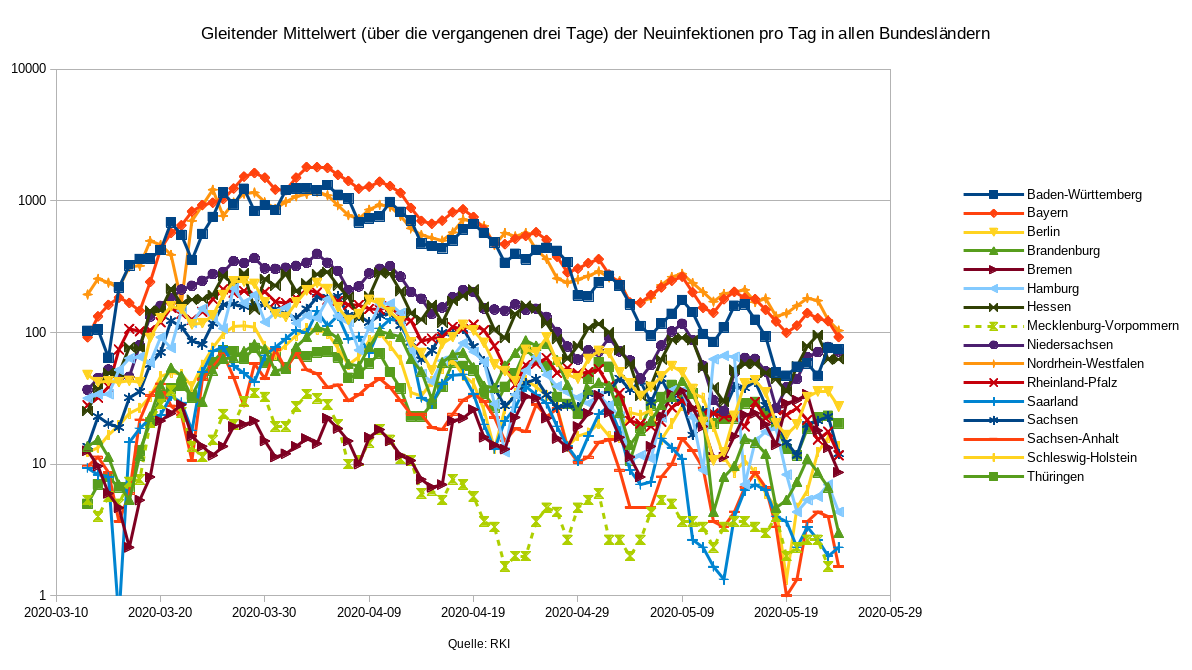 Gleitender Mittelwert (über die vergangenen drei Tage) der Neuinfektionen pro Tag in allen Bundesländern
10000
1000
100
10
1
2020-03-10 2020-03-20 2020-03-30 2020-04-09 2020-04-19 2020-04-29 2020-05-09 2020-05-19 2020-05-29
Quelle: RKI
Baden-Württemberg
Bayern
Berlin
Brandenburg
Bremen
Hamburg
Hessen
Mecklenburg-Vorpommern
Niedersachsen
Nordrhein-Westfalen
Rheinland-Pfalz
Saarland
Sachsen
Sachsen-Anhalt
Schleswig-Holstein
Thüringen